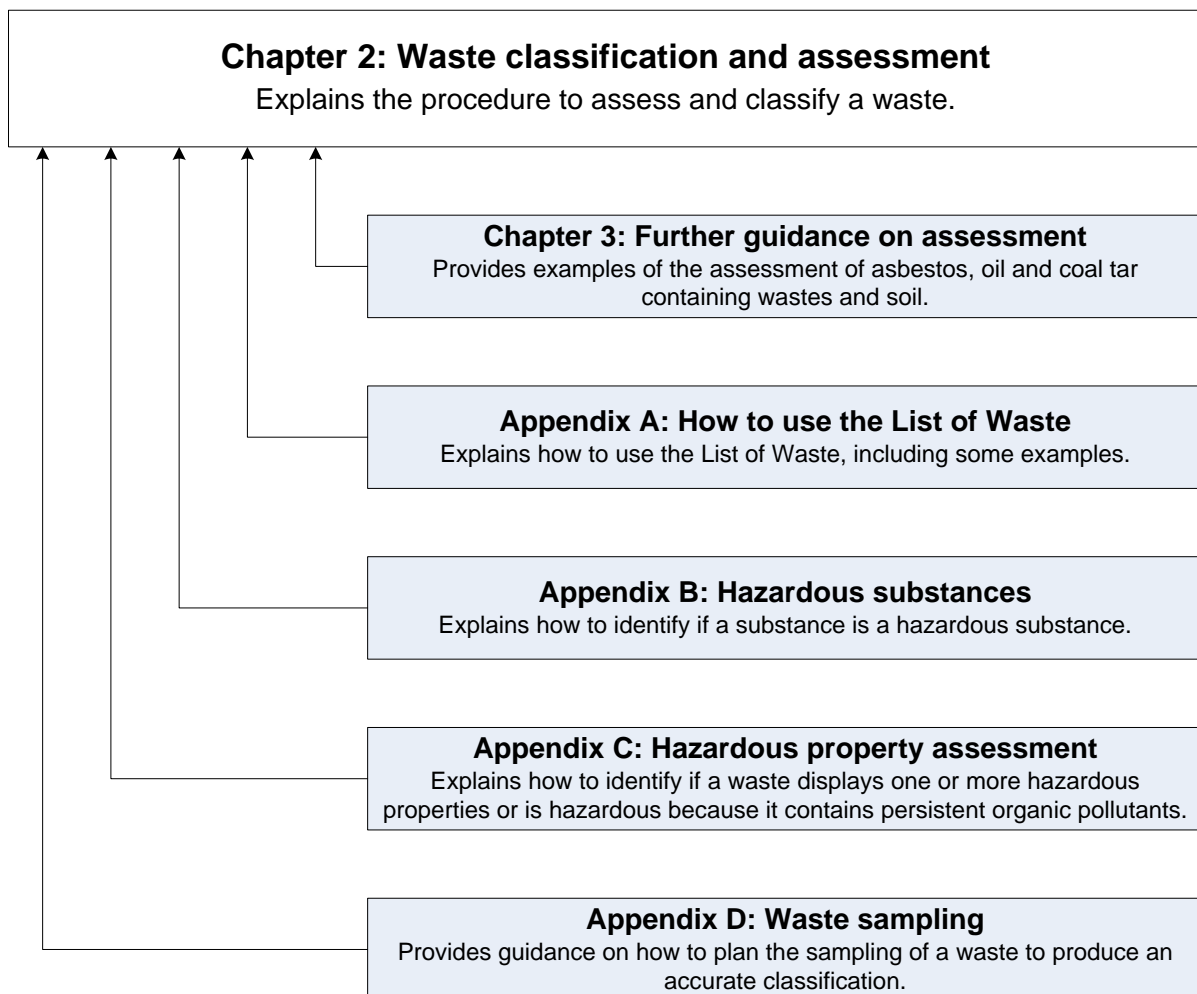 Chapter 2: Waste classification and assessment
Explains the procedure to assess and classify a waste.
Chapter 3: Further guidance on assessment
Provides examples of the assessment of asbestos, oil and coal tar
containing wastes and soil.
Appendix A: How to use the List of Waste
Explains how to use the List of Waste, including some examples.
Appendix B: Hazardous substances
Explains how to identify if a substance is a hazardous substance.
Appendix C: Hazardous property assessment
Explains how to identify if a waste displays one or more hazardous
properties or is hazardous because it contains persistent organic pollutants.
Appendix D: Waste sampling
Provides guidance on how to plan the sampling of a waste to produce an
accurate classification.